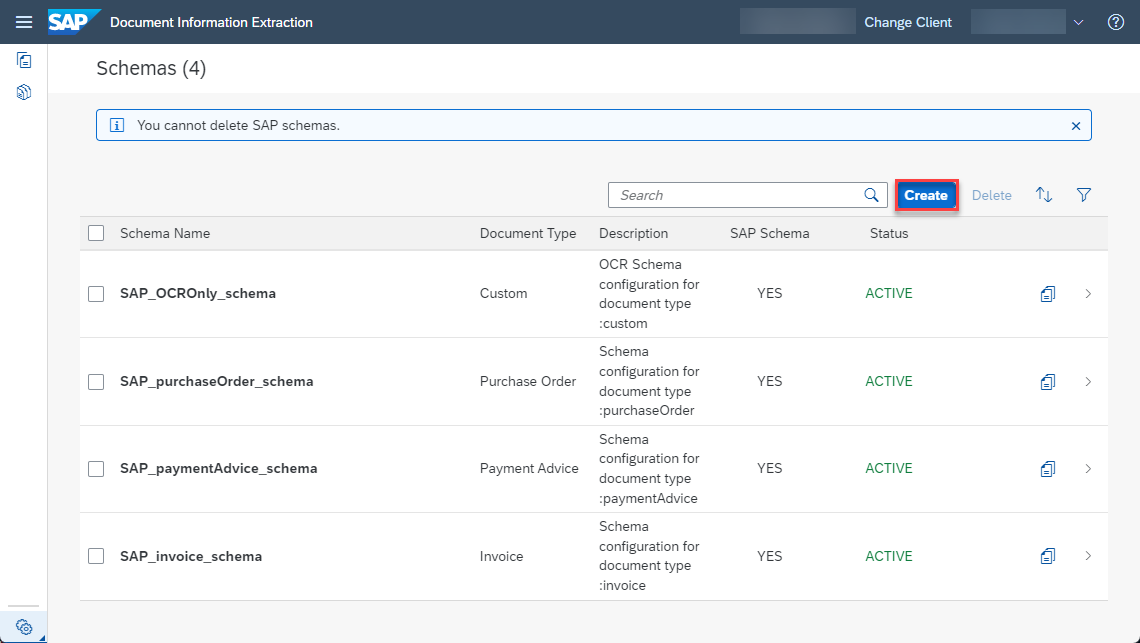 SAP Document Information Extraction Change Client
Schemas (4)
You cannot delete SAP schemas.
Search Create Delete
Schema Name Document Type Description SAP Schema Status
SAP_OCROnly_schema Custom OCR Schema configuration for document type :custom YES ACTIVE
SAP_purchaseOrder_schema Purchase Order Schema configuration for document type :purchaseOrder YES ACTIVE
SAP_paymentAdvice_schema Payment Advice Schema configuration for document type :paymentAdvice YES ACTIVE
SAP_invoice_schema Invoice Schema configuration for document type :invoice YES ACTIVE